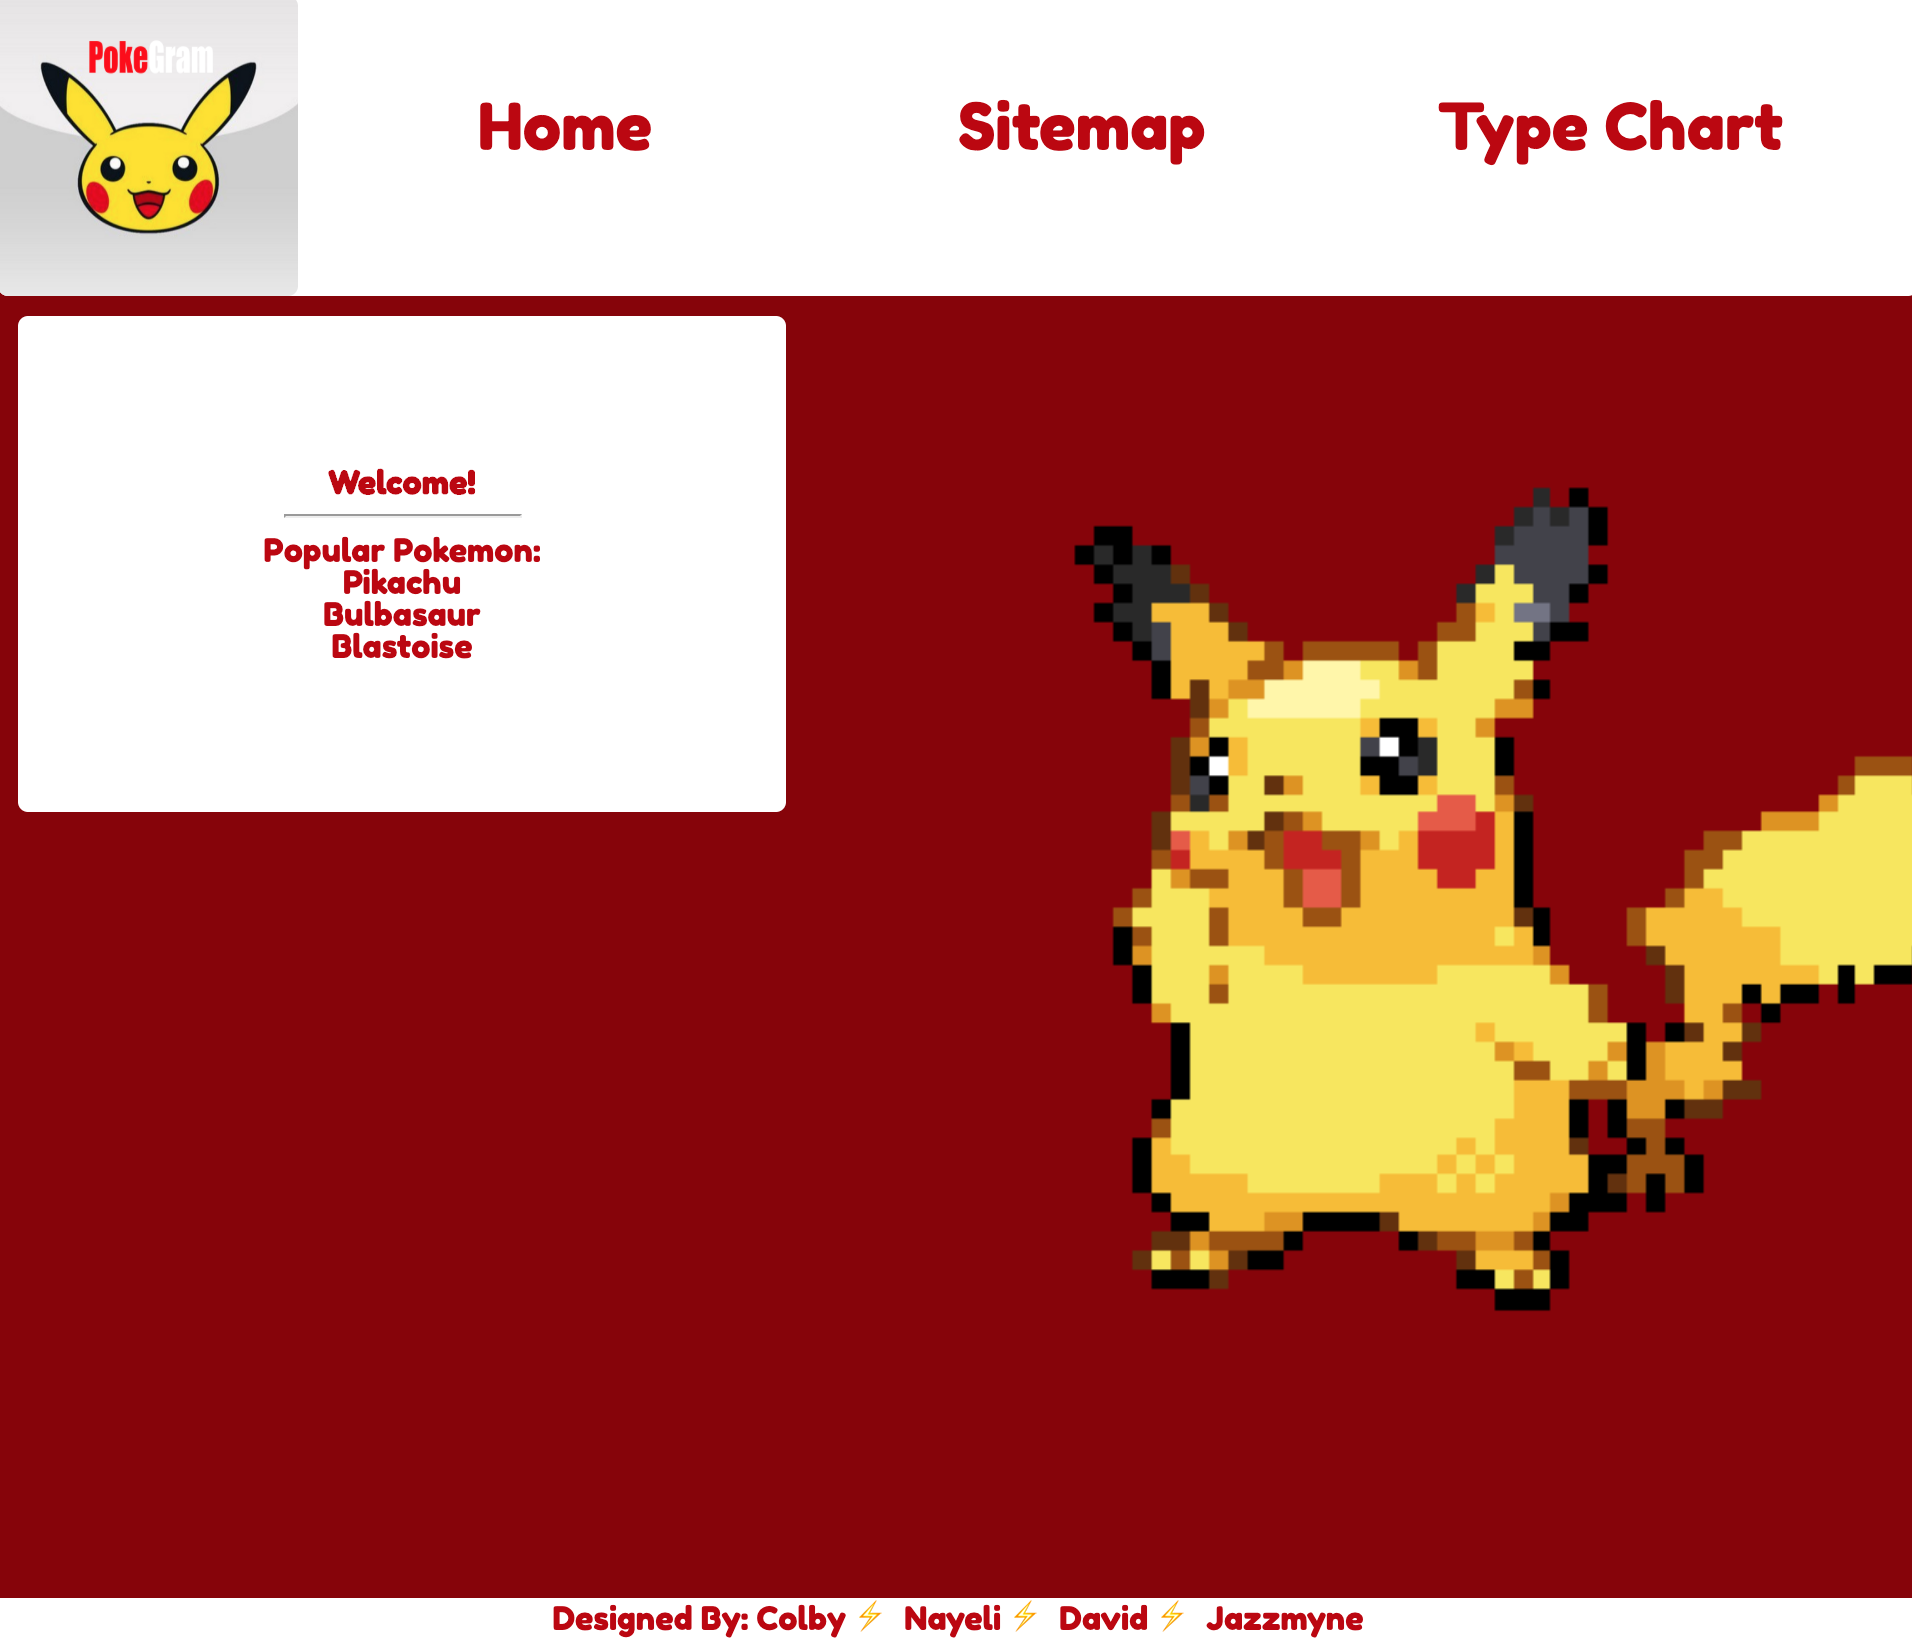 PokeGram
Home Sitemap Type Chart
Welcome!
Popular Pokemon:
Pikachu
Bulbasaur
Blastoise
Designed By: Colby⚡ Nayeli⚡ David⚡ Jazzmyne